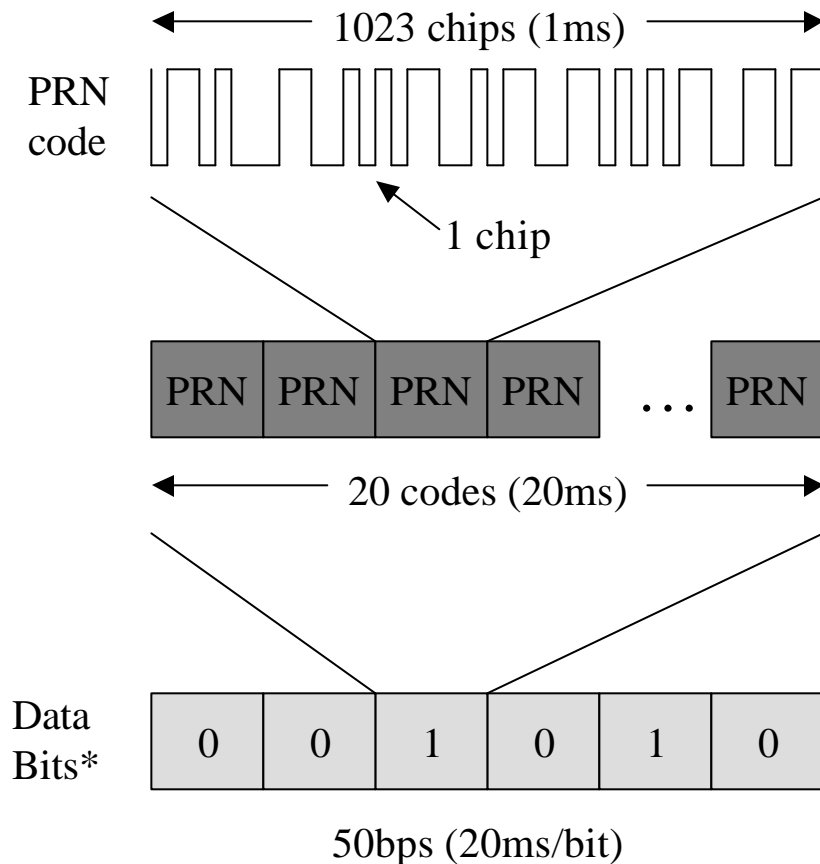 1023 chips (1ms)
PRN
code
1 chip
PRN PRN PRN PRN ... PRN
20 codes (20ms)
Data
Bits*
0 0 1 0 1 0
50bps (20ms/bit)